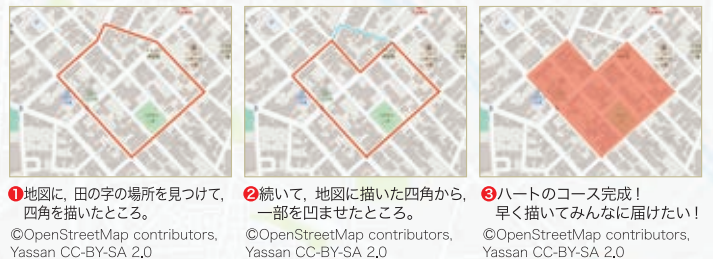 ❶地図に, 田の字の場所を見つけて,
四角を描いたところ。
©OpenStreetMap contributors,
Yassan CC-BY-SA 2.0
❷続いて, 地図に描いた四角から,
一部を凹ませたところ。
©OpenStreetMap contributors,
Yassan CC-BY-SA 2.0
❸ハートのコース完成！
早く描いてみんなに届けたい！
©OpenStreetMap contributors,
Yassan CC-BY-SA 2.0